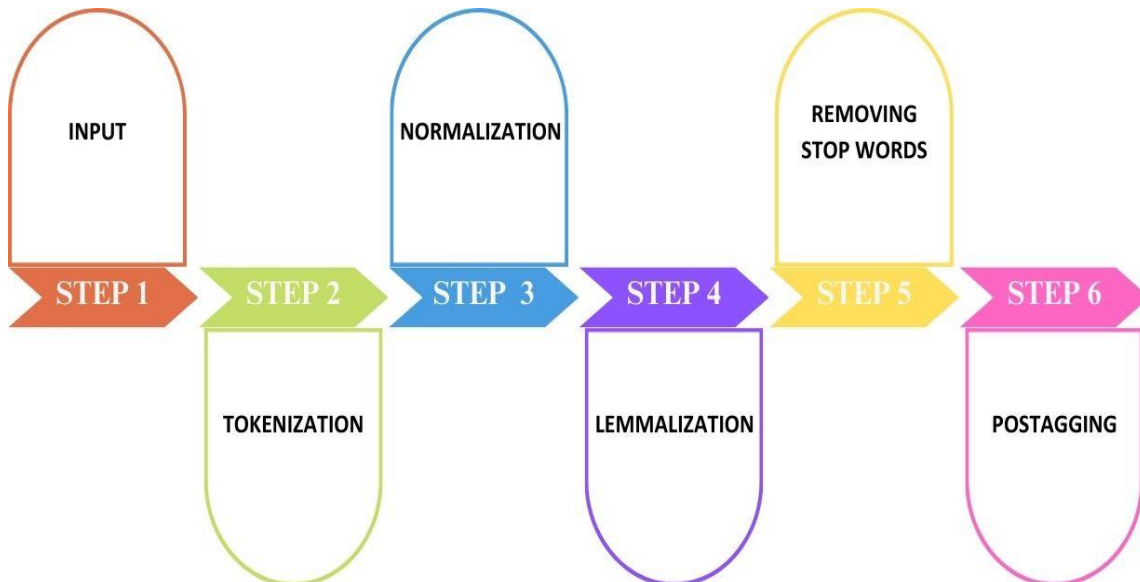 INPUT
NORMALIZATION
REMOVING
STOP WORDS
STEP 1
STEP 2
STEP 3
STEP 4
STEP 5
STEP 6
TOKENIZATION
LEMMALIZATION
POSTAGGING